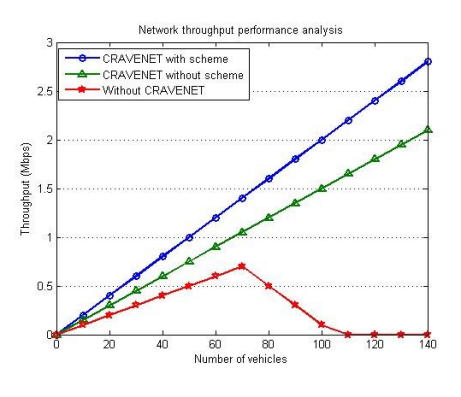 Network throughput performance analysis
CRAVENET with scheme
CRAVENET without scheme
Without CRAVENET
Throughput (Mbps)
3
2.5
2
1.5
1
0.5
0
0 20 40 60 80 100 120 140
Number of vehicles